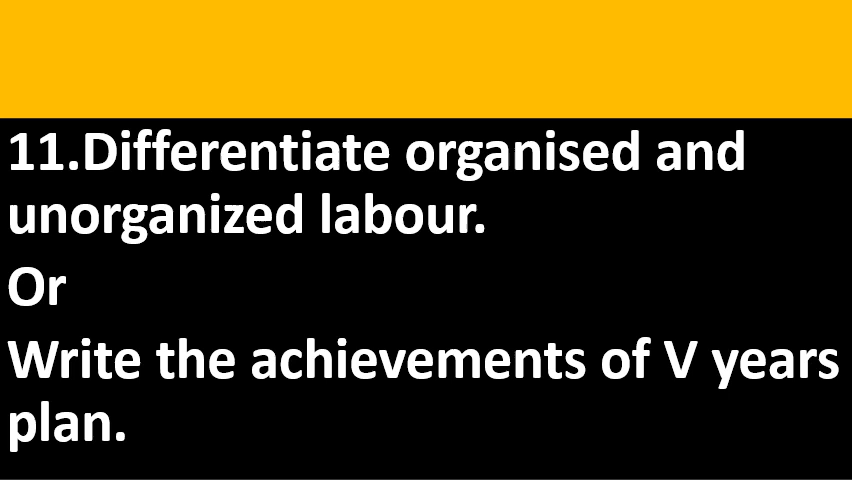 11.Differentiate organised and
unorganized labour.
Or
Write the achievements of V years
plan.